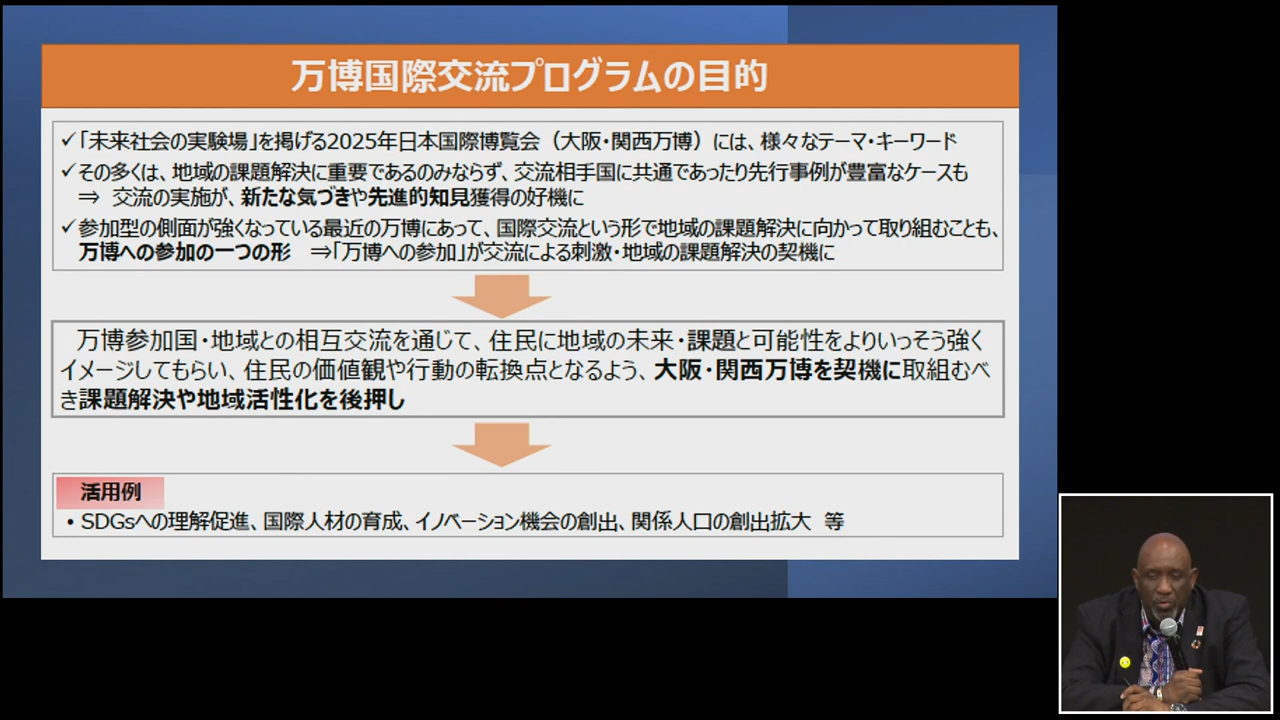 万博国際交流プログラムの目的
✓「未来社会の実験場」を掲げる2025年日本国際博覧会（大阪・関西万博）には、様々なテーマ・キーワード
✓その多くは、地域の課題解決に重要であるのみならず、交流相手国に共通であったり先行事例が豊富なケースも
⇒ 交流の実施が、新たな気づきや先進的知見獲得の好機に
✓参加型の側面が強くなっている最近の万博にあって、国際交流という形で地域の課題解決に向かって取り組むことも、
万博への参加の一つの形　⇒「万博への参加」が交流による刺激・地域の課題解決の契機に
万博参加国・地域との相互交流を通じて、住民に地域の未来・課題と可能性をよりいっそう強く
イメージしてもらい、住民の価値観や行動の転換点となるよう、大阪・関西万博を契機に取組むべ
き課題解決や地域活性化を後押し
活用例
・SDGsへの理解促進、国際人材の育成、イノベーション機会の創出、関係人口の創出拡大　等